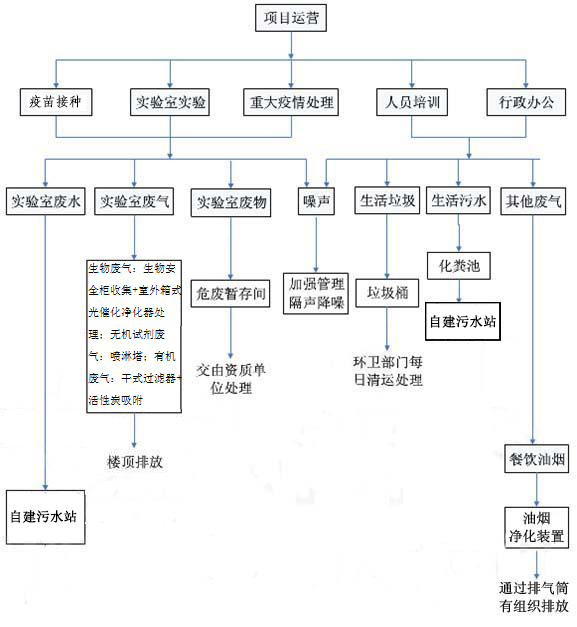 项目运营
疫苗接种
实验室实验
重大疫情处理
人员培训
行政办公
实验室废水
实验室废气
实验室废物
噪声
生活垃圾
生活污水
其他废气
生物废气：生物安
全柜收集+室外箱式
光催化净化器处
理；无机试剂废
气：喷淋塔；有机
废气：干式过滤器+
活性炭吸附
危废暂存间
加强管理
隔声降噪
垃圾桶
化粪池
自建污水站
交由资质单
位处理
环卫部门每
日清运处理
楼顶排放
餐饮油烟
自建污水站
油烟
净化装置
通过排气筒
有组织排放